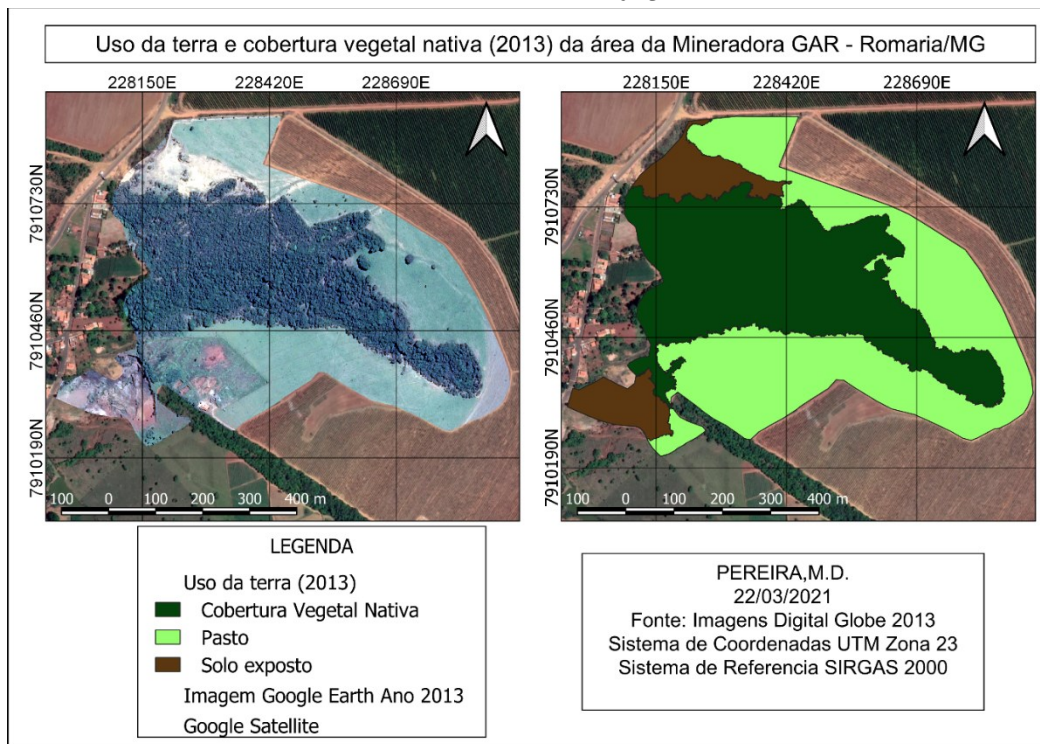 Uso da terra e cobertura vegetal nativa (2013) da área da Mineradora GAR - Romaria/MG
228150E 228420E 228690E
7910730N
7910460N
7910190N
100 0 100 200 300 400 m
228150E 228420E 228690E
7910730N
7910460N
7910190N
100 0 100 200 300 400 m
LEGENDA
Uso da terra (2013)
Cobertura Vegetal Nativa
Pasto
Solo exposto
Imagem Google Earth Ano 2013
Google Satellite
PEREIRA,M.D.
22/03/2021
Fonte: Imagens Digital Globe 2013
Sistema de Coordenadas UTM Zona 23
Sistema de Referencia SIRGAS 2000